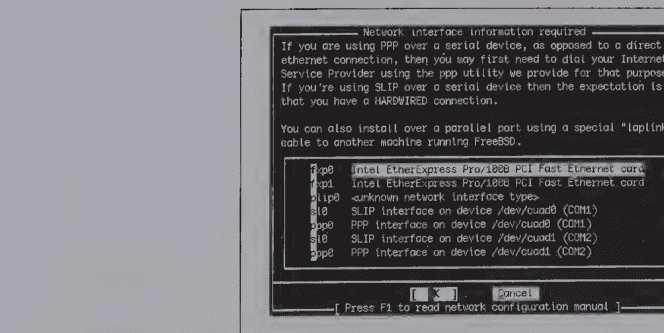 Network interface information required
If you are using PPP over a serial device, as opposed to a direct
ethernet connection, then you may first need to dial your Internet
Service Provider using the ppp utility we provide for that purpose
If you're using SLIP over a serial device then the expectation is
that you have a HARDWIRED connection.
You can also install over a parallel port using a special "laplink
cable to another machine running FreeBSD.
fxp0 Intel EtherExpress Pro/100B PCI Fast Ethernet card
fxp1 Intel EtherExpress Pro/100B PCI Fast Ethernet card
plip0 <unknown network interface type>
sl0 SLIP interface on device /dev/cuad0 (COM1)
ppp0 PPP interface on device /dev/cuad0 (COM1)
sl0 SLIP interface on device /dev/cuad1 (COM2)
ppp0 PPP interface on device /dev/cuad1 (COM2)
Cancel
[ Press F1 to read network configuration manual ]